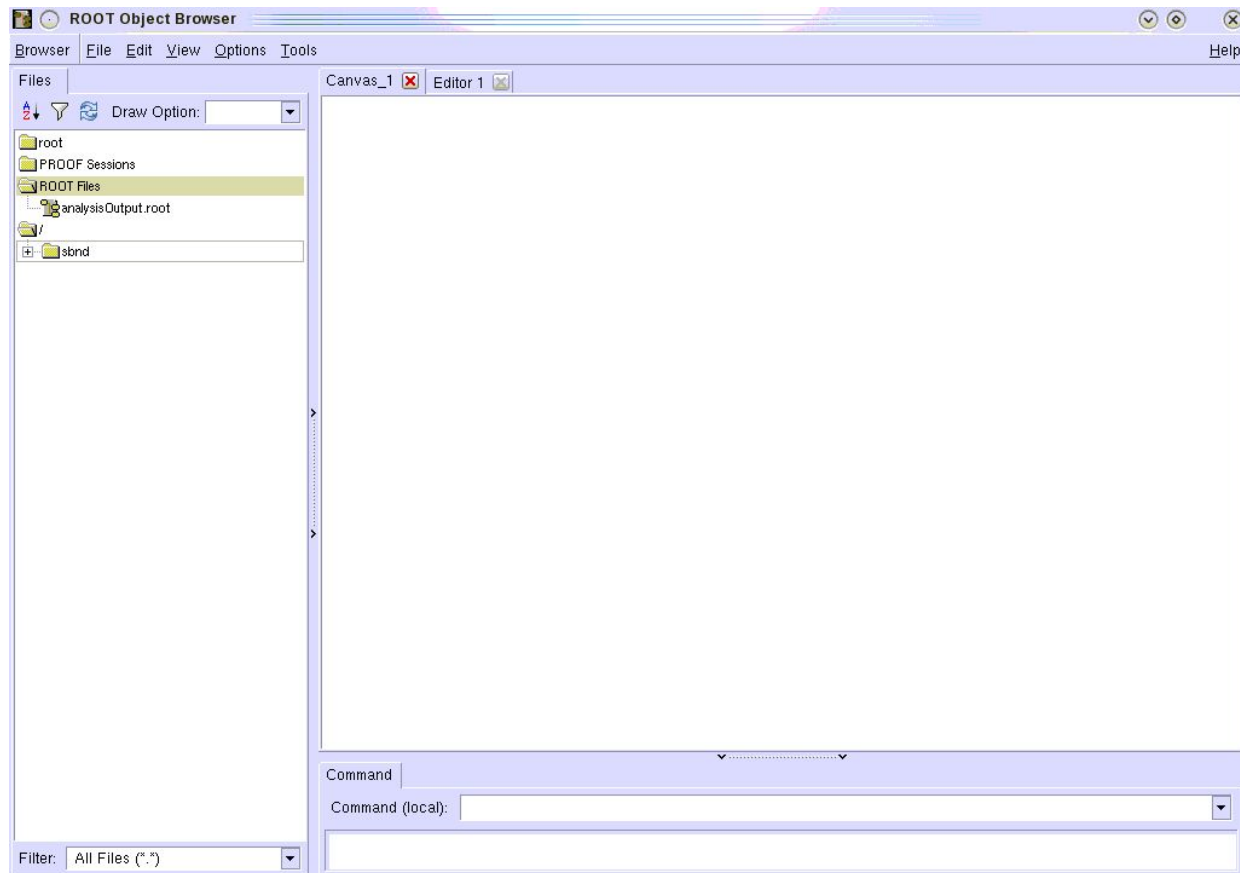 ROOT Object Browser
Browser File Edit View Options Tools Help
Files
Canvas_1 Editor 1
Draw Option:
root
PROOF Sessions
ROOT Files
analysisOutput.root
/
sbnd
Command
Command (local):
Filter: All Files (*.*)